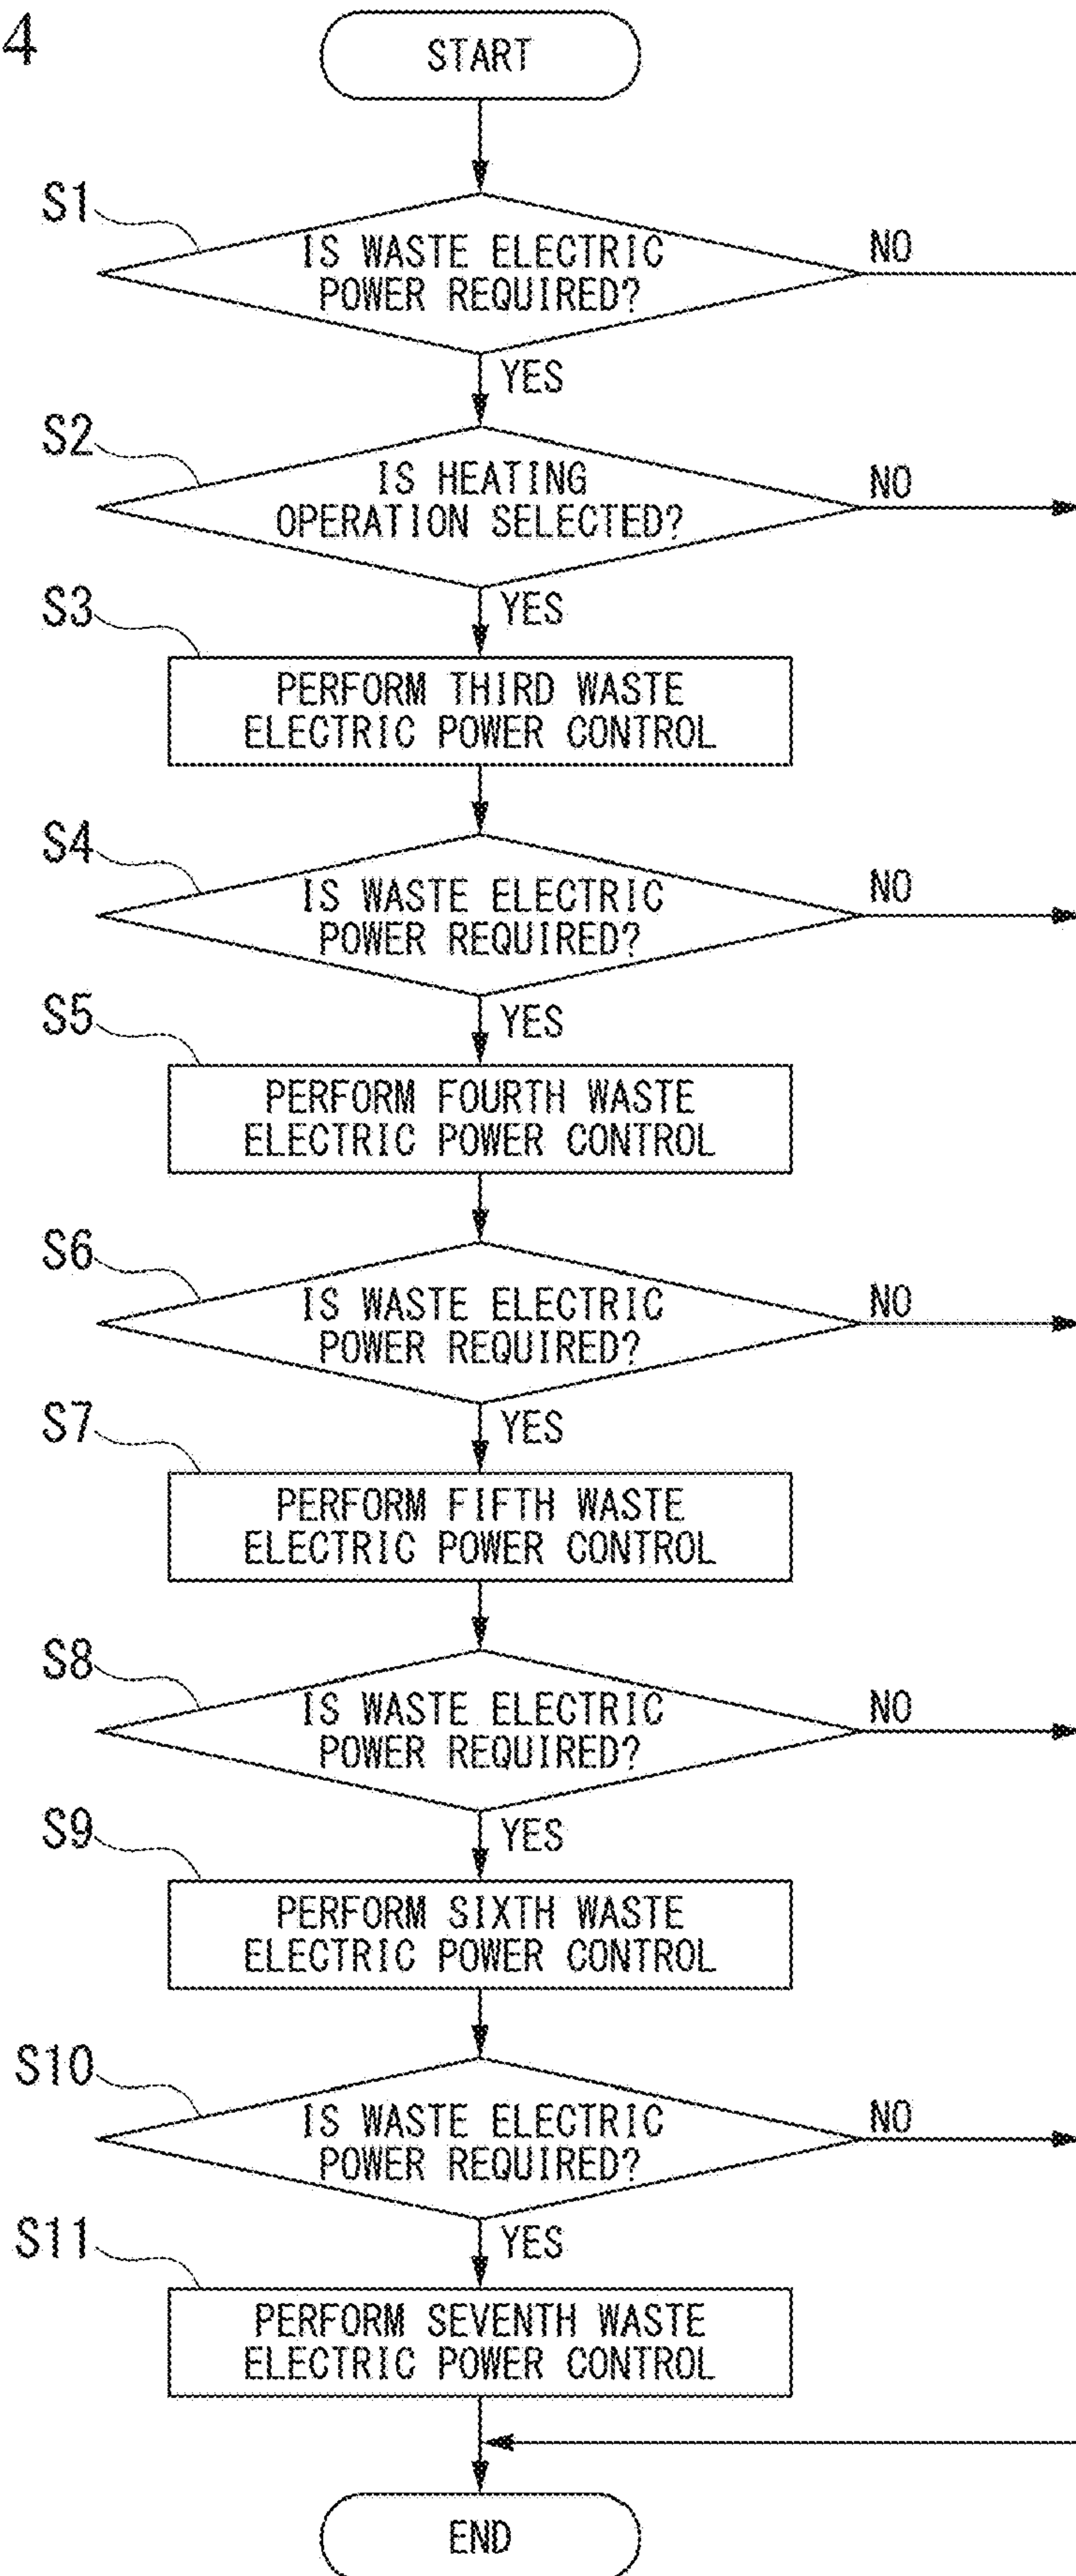 4
START
S1
IS WASTE ELECTRIC
POWER REQUIRED?
NO
YES
S2
IS HEATING
OPERATION SELECTED?
NO
YES
S3
PERFORM THIRD WASTE
ELECTRIC POWER CONTROL
S4
IS WASTE ELECTRIC
POWER REQUIRED?
NO
YES
S5
PERFORM FOURTH WASTE
ELECTRIC POWER CONTROL
S6
IS WASTE ELECTRIC
POWER REQUIRED?
NO
YES
S7
PERFORM FIFTH WASTE
ELECTRIC POWER CONTROL
S8
IS WASTE ELECTRIC
POWER REQUIRED?
NO
YES
S9
PERFORM SIXTH WASTE
ELECTRIC POWER CONTROL
S10
IS WASTE ELECTRIC
POWER REQUIRED?
NO
YES
S11
PERFORM SEVENTH WASTE
ELECTRIC POWER CONTROL
END